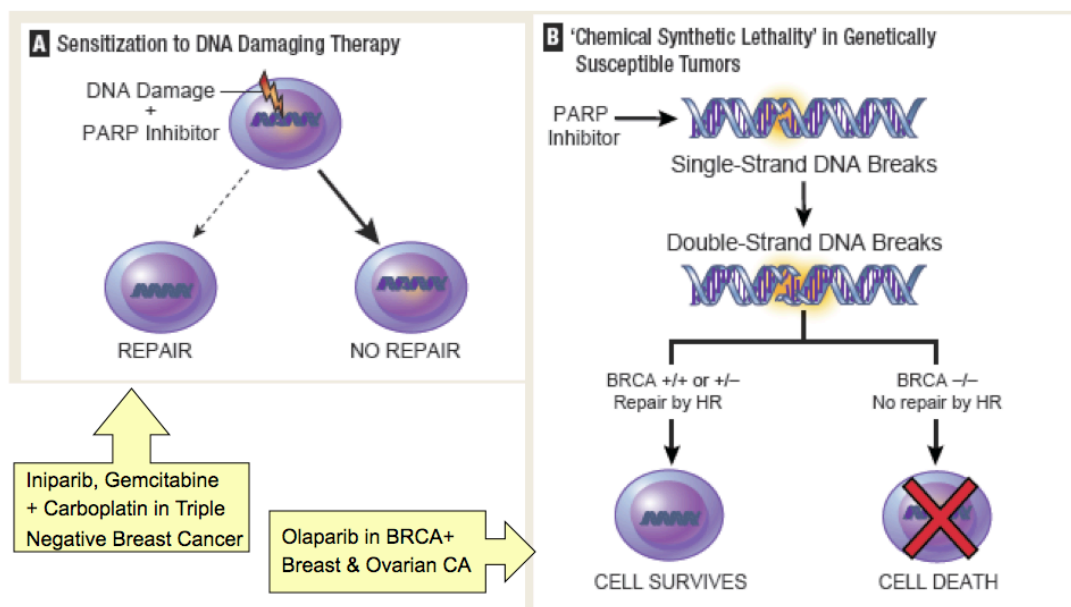 A Sensitization to DNA Damaging Therapy
DNA Damage
+
PARP Inhibitor
REPAIR
NO REPAIR
Iniparib, Gemcitabine
+ Carboplatin in Triple
Negative Breast Cancer
Olaparib in BRCA+
Breast & Ovarian CA
B 'Chemical Synthetic Lethality' in Genetically
Susceptible Tumors
PARP
Inhibitor
Single-Strand DNA Breaks
Double-Strand DNA Breaks
BRCA +/+ or +/–
Repair by HR
BRCA –/–
No repair by HR
CELL SURVIVES
CELL DEATH